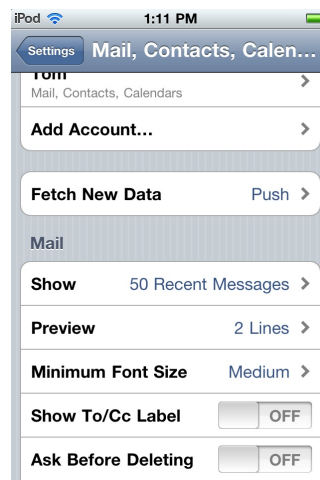 iPod 1:11 PM
Settings Mail, Contacts, Calen...
Tom
Mail, Contacts, Calendars
Add Account...
Fetch New Data Push
Mail
Show 50 Recent Messages
Preview 2 Lines
Minimum Font Size Medium
Show To/Cc Label OFF
Ask Before Deleting OFF